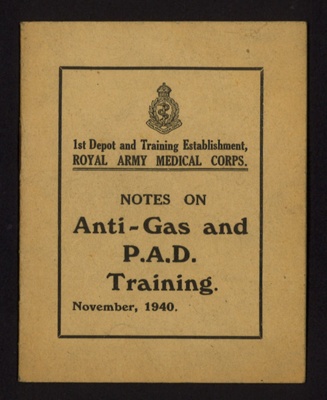 1st Depot and Training Establishment,
ROYAL ARMY MEDICAL CORPS.
NOTES ON
Anti-Gas and
P.A.D.
Training.
November, 1940.